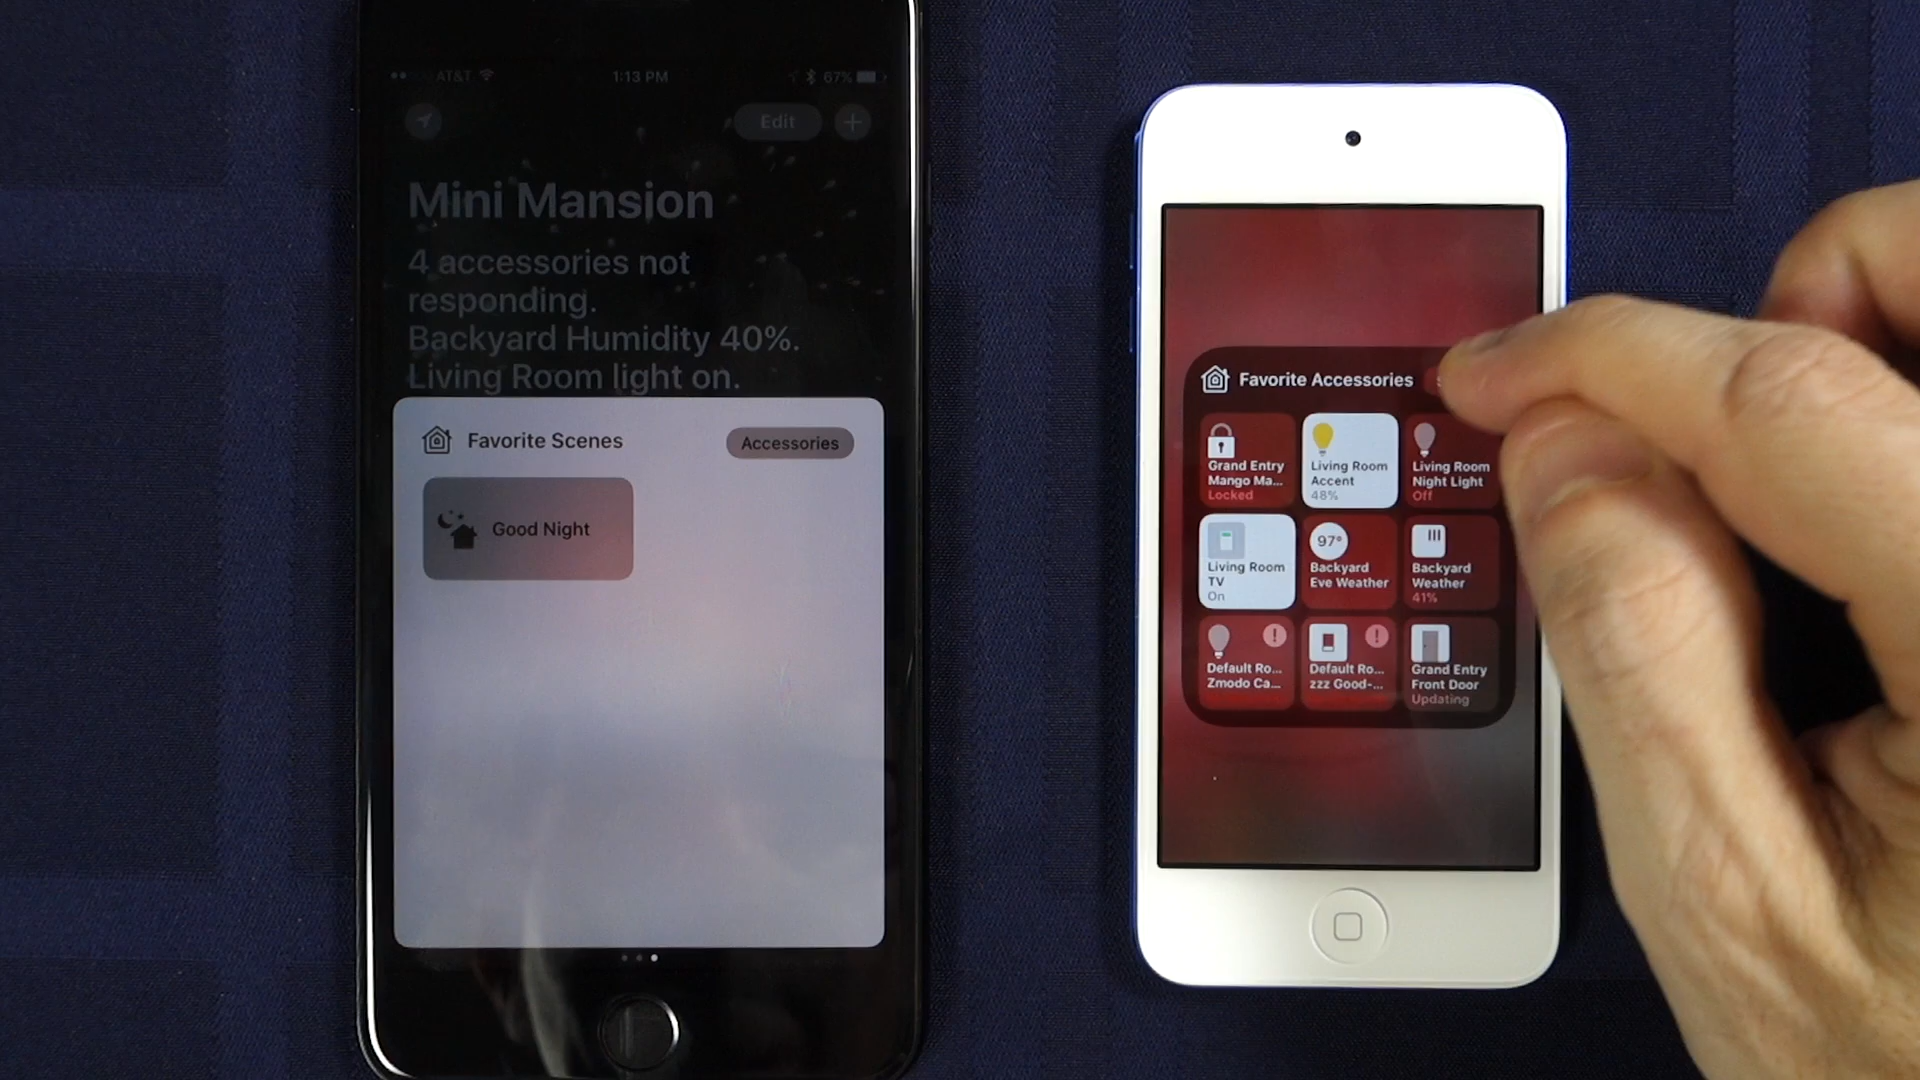 AT&T
1:13 PM
67%
Edit
Mini Mansion
4 accessories not
responding.
Backyard Humidity 40%.
Living Room light on.
Favorite Scenes
Accessories
Good Night
Favorite Accessories
Grand Entry
Mango Ma...
Locked
Living Room
Accent
48%
Living Room
Night Light
Off
Living Room
TV
On
97°
Backyard
Eve Weather
Backyard
Weather
41%
Default Ro...
Zmodo Ca...
Default Ro...
zzz Good-...
Grand Entry
Front Door
Updating